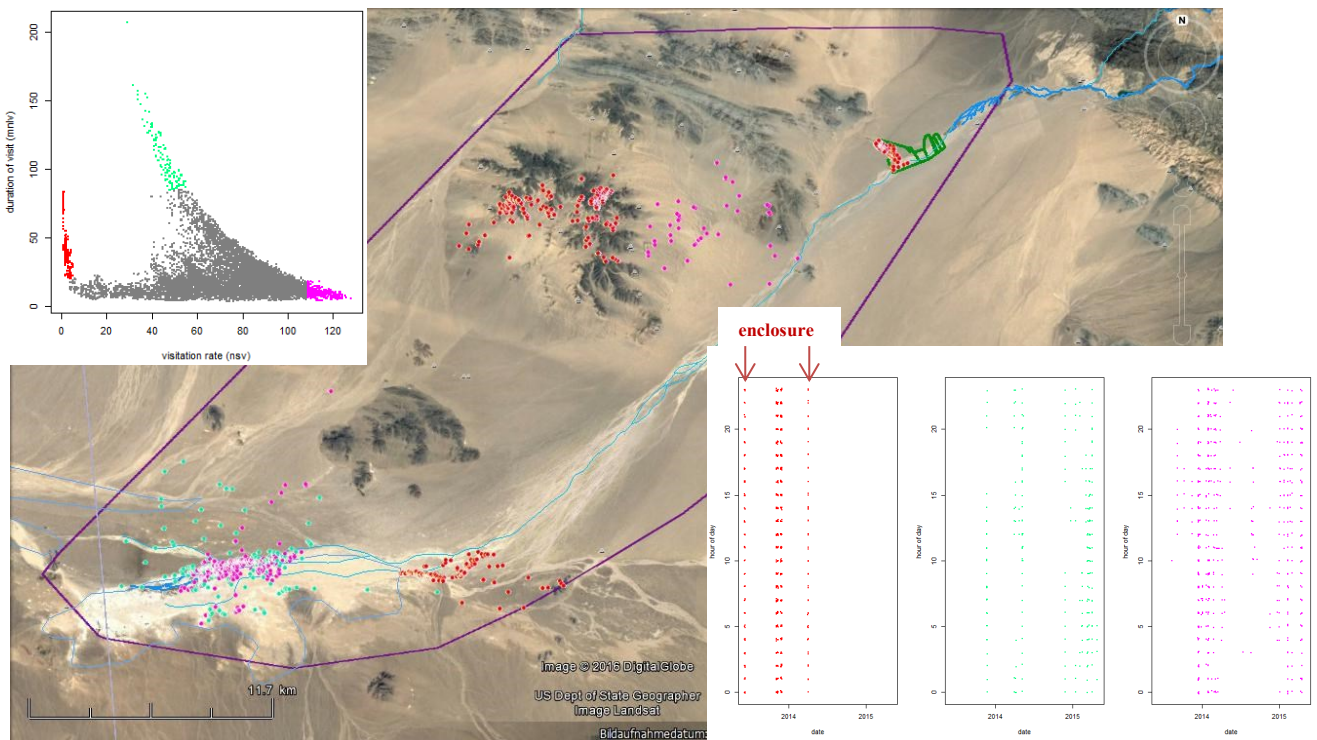 duration of visit (mnlv)
200
150
100
50
0
0 20 40 60 80 100 120
visitation rate (nsv)
N
enclosure
11.7 km
Image © 2016 DigitalGlobe
US Dept of State Geographer
Image Landsat
Bildaufnahmedatum:
hour of day
20
15
10
5
0
2014 2015
date
hour of day
20
15
10
5
0
2014 2015
date
hour of day
20
15
10
5
0
2014 2015
date